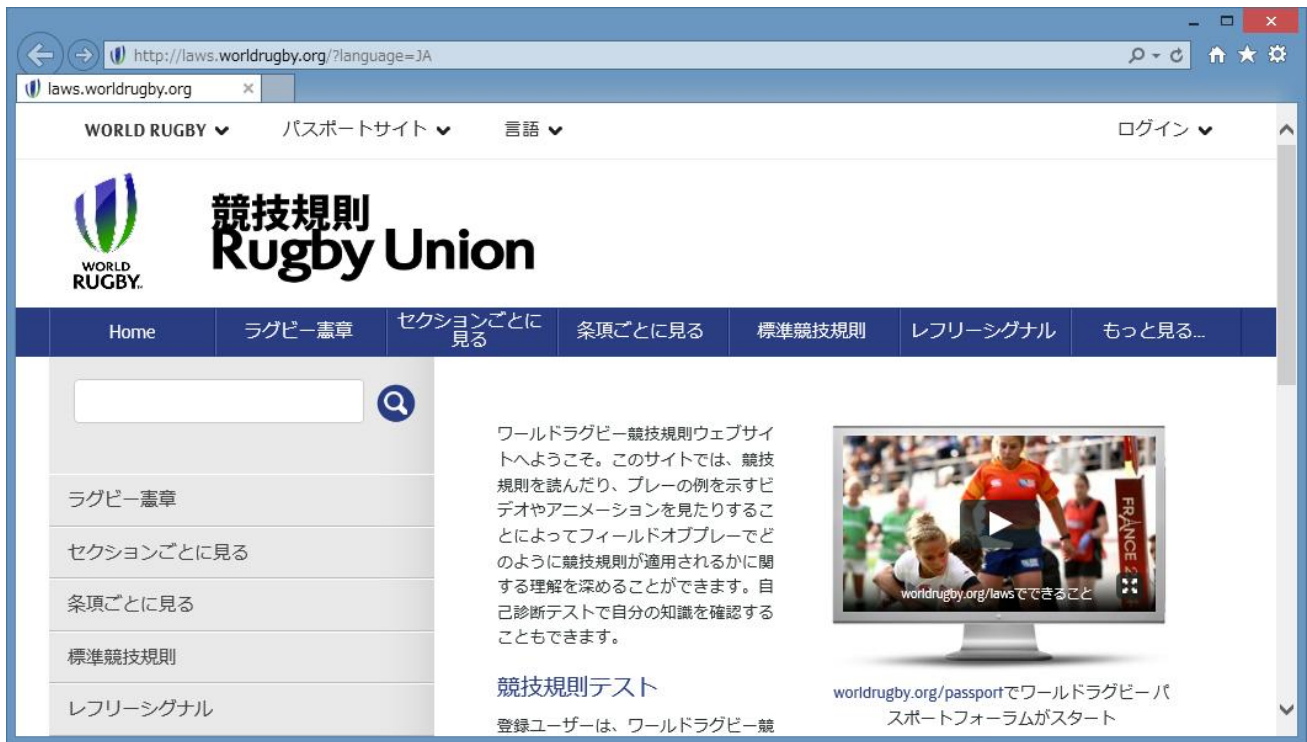 http://laws.worldrugby.org/?language=JA
laws.worldrugby.org
WORLD RUGBY
パスポートサイト
言語
ログイン
WORLD
RUGBY.
競技規則
Rugby Union
Home
ラグビー憲章
セクションごとに
見る
条項ごとに見る
標準競技規則
レフリーシグナル
もっと見る...
ラグビー憲章
セクションごとに見る
条項ごとに見る
標準競技規則
レフリーシグナル
ワールドラグビー競技規則ウェブサイ
トへようこそ。このサイトでは、競技
規則を読んだり、プレーの例を示すビ
デオやアニメーションを見たりするこ
とによってフィールドオブプレーでど
のように競技規則が適用されるかに関
する理解を深めることができます。自
己診断テストで自分の知識を確認する
こともできます。
競技規則テスト
登録ユーザーは、ワールドラグビー競
FRANCE
worldrugby.org/lawsでできること
worldrugby.org/passportでワールドラグビー パ
スポートフォーラムがスタート